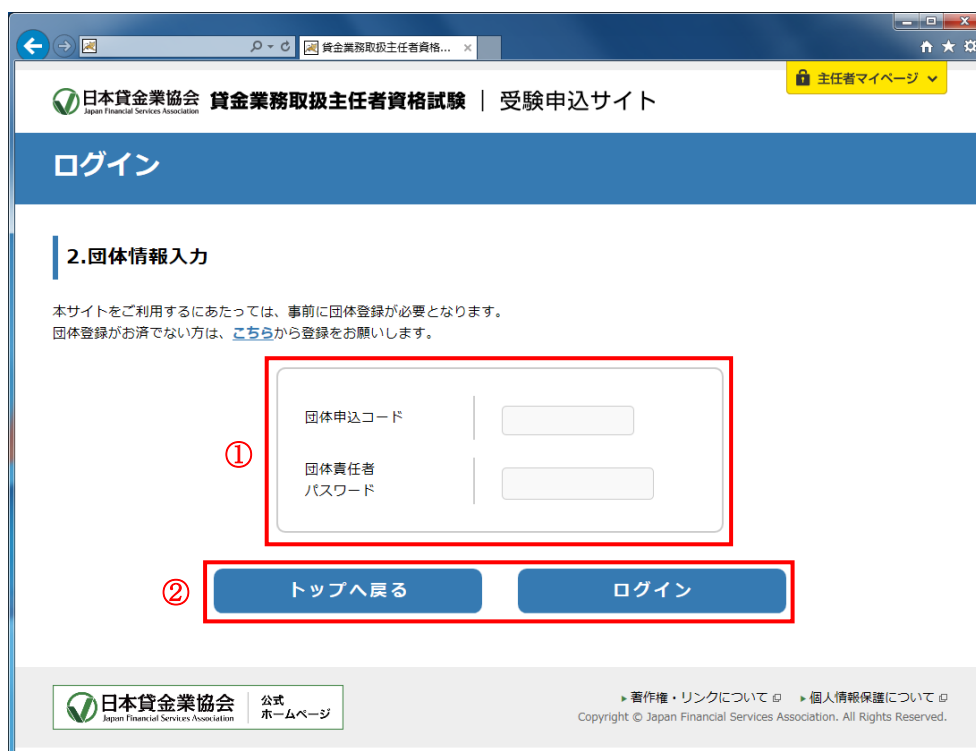 貸金業務取扱主任者資格...
主任者マイページ
日本貸金業協会 貸金業務取扱主任者資格試験 | 受験申込サイト
Japan Financial Services Association
ログイン
2.団体情報入力
本サイトをご利用するにあたっては、事前に団体登録が必要となります。
団体登録がお済でない方は、こちらから登録をお願いします。
①
団体申込コード
団体責任者
パスワード
②
トップへ戻る
ログイン
日本貸金業協会
Japan Financial Services Association
公式
ホームページ
著作権・リンクについて
個人情報保護について
Copyright © Japan Financial Services Association. All Rights Reserved.